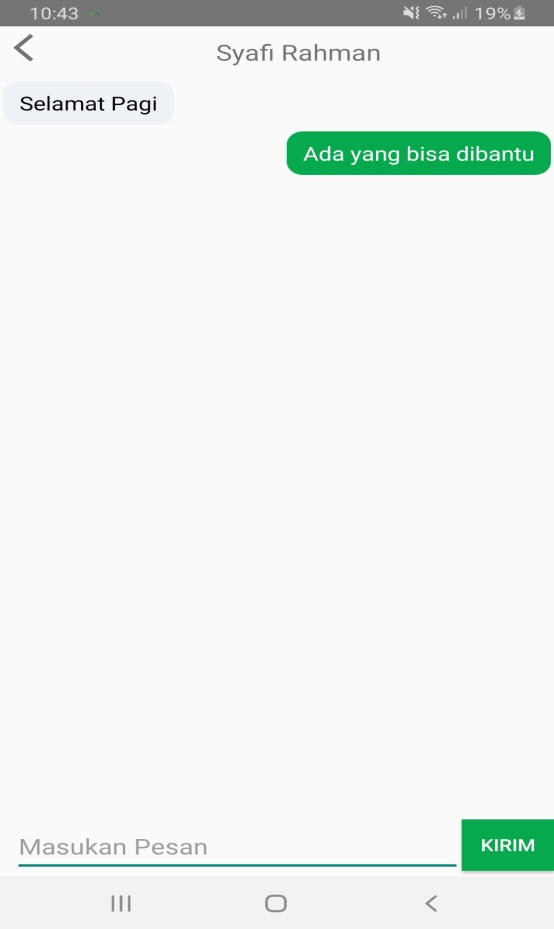 10:43
19%
Syafi Rahman
Selamat Pagi
Ada yang bisa dibantu
Masukan Pesan
KIRIM